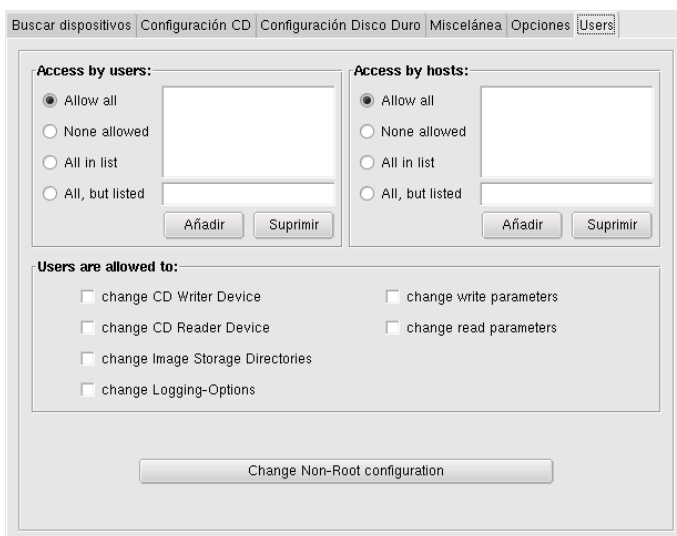 Buscar dispositivos Configuración CD Configuración Disco Duro Miscelánea Opciones Users
Access by users: Access by hosts:
Allow all Allow all
None allowed None allowed
All in list All in list
All, but listed All, but listed
Añadir Suprimir Añadir Suprimir
Users are allowed to:
change CD Writer Device change write parameters
change CD Reader Device change read parameters
change Image Storage Directories
change Logging-Options
Change Non-Root configuration